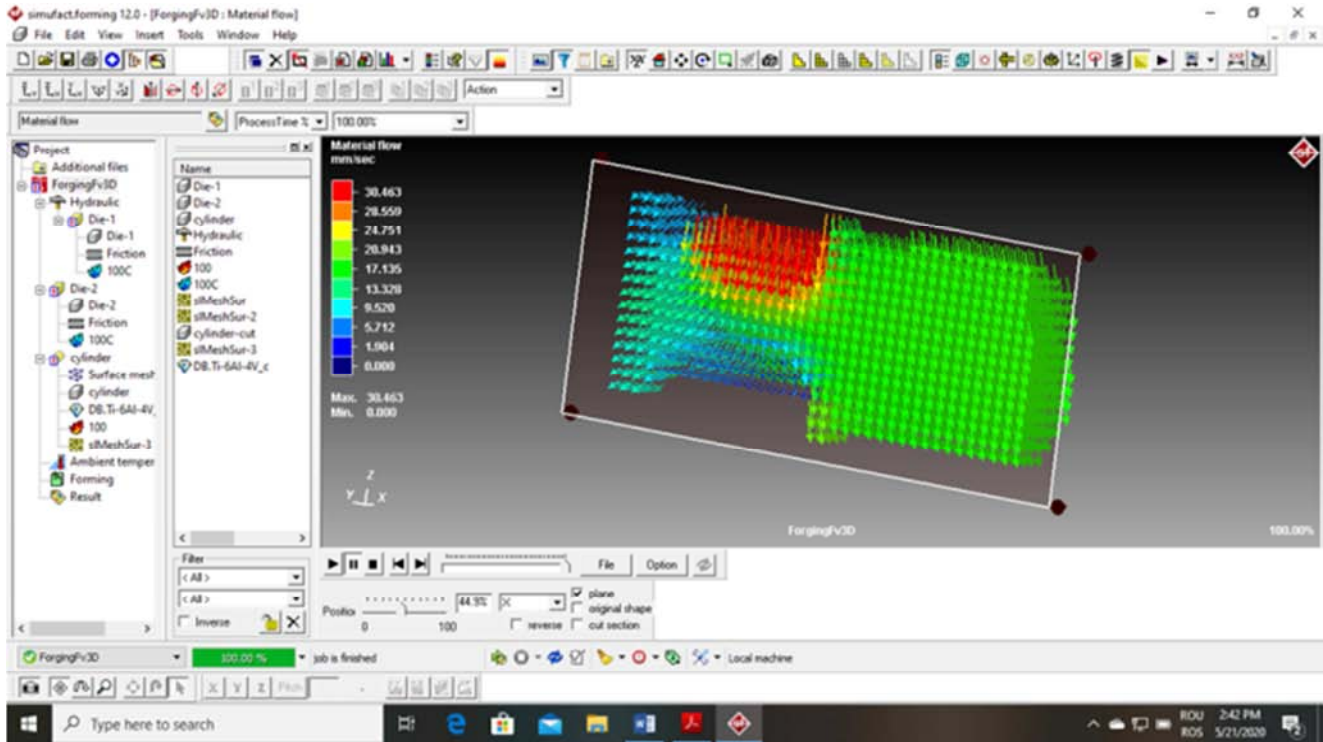 simufact.forming 12.0 - [ForgingFv3D : Material flow]
File Edit View Insert Tools Window Help
Action
Material flow
ProcessTime % 100.00%
Project
Additional files
ForgingFv3D
Hydraulic
Die-1
Die-1
Friction
100C
Die-2
Die-2
Friction
100C
cylinder
Surface mesh
cylinder
DB.Ti-6Al-4V_
100
slMeshSur-3
Ambient temper
Forming
Result
Name
Die-1
Die-2
cylinder
Hydraulic
Friction
100
100C
slMeshSur
slMeshSur-2
cylinder-cut
slMeshSur-3
DB.Ti-6Al-4V_c
Filter
< All >
< All >
Inverse
Material flow
mm/sec
30.463
28.559
24.751
20.943
17.135
13.328
9.520
5.712
1.904
0.000
Max. 30.463
Min. 0.000
Z
Y X
ForgingFv3D
100.00%
File Option
Positio
0 100
44.9%
X
plane
original shape
reverse cut section
ForgingFv3D
100.00 %
job is finished
Local machine
X Y Z Pitch
Type here to search
ROU 2:42 PM
ROS 5/21/2020